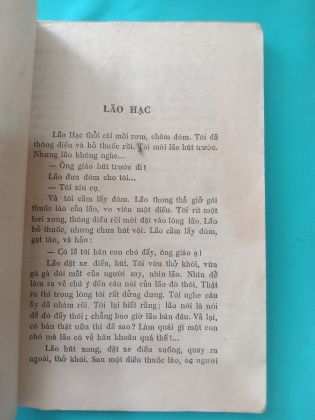 LÃO HẠC
Lão Hạc thổi cái mồi rơm, châm đóm. Tôi đã
thông điếu và bỏ thuốc rồi. Tôi mời lão hút trước.
Nhưng lão không nghe...
— Ông giáo hút trước đi!
Lão đưa đóm cho tôi...
— Tôi xin cụ.
Và tôi cầm lấy đóm. Lão thong thả giở gói
thuốc lào của lão, vo viên một điếu. Tôi rít một
hơi xong, thông điếu rồi mới đặt vào lòng lão. Lão
bỏ thuốc, nhưng chưa hút vội. Lão cầm lấy đóm,
gạt tàn, và bảo:
— Có lẽ tôi bán con chó đấy, ông giáo ạ!
Lão đặt xe điếu, hút. Tôi vừa thở khói, vừa
gà gà đôi mắt của người say, nhìn lão. Nhìn để
làm ra vẻ chú ý đến câu nói của lão đó thôi. Thật
ra thì trong lòng tôi rất dửng dưng. Tôi nghe câu
ấy đã nhàm rồi. Tôi lại biết rằng: lão nói là nói
để đấy thôi; chẳng bao giờ lão bán đâu. Vả lại,
có bán thật nữa thì đã sao? Làm quái gì một con
chó mà lão có vẻ băn khoăn quá thế!...
Lão hút xong, đặt xe điếu xuống, quay ra
ngoài, thở khói. Sau một điếu thuốc lào, óc người